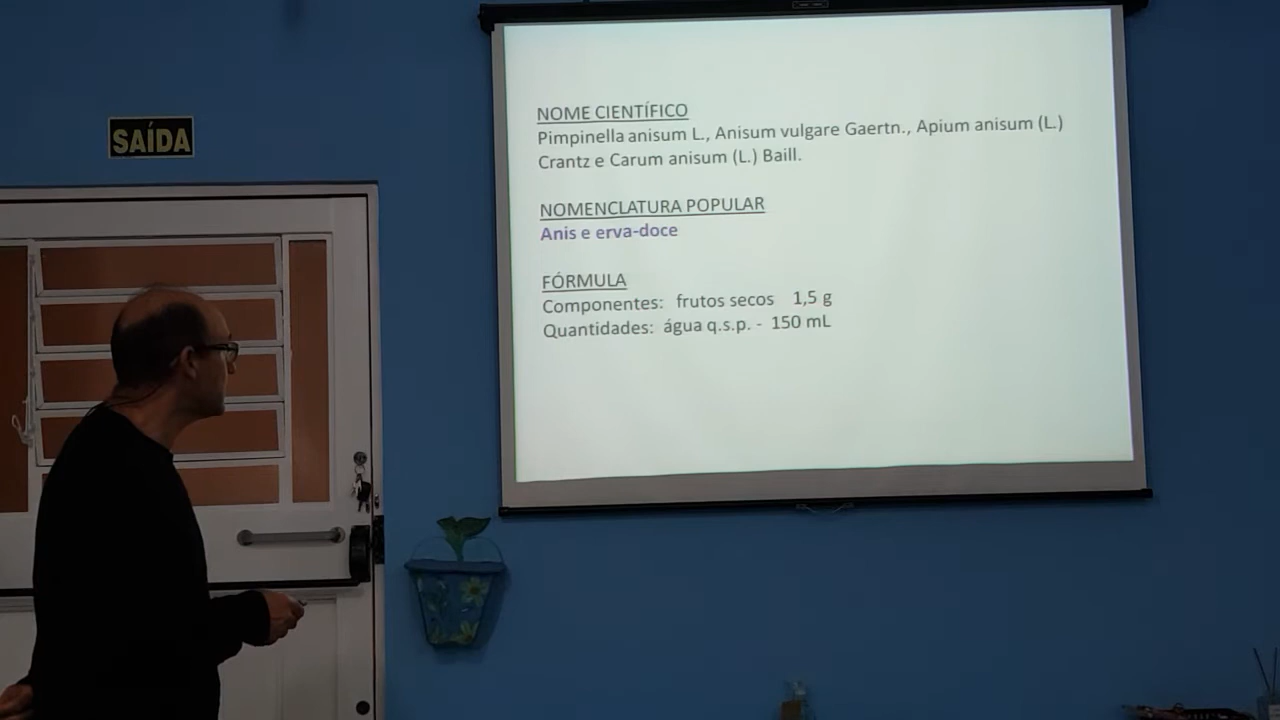 SAÍDA
NOME CIENTÍFICO
Pimpinella anisum L., Anisum vulgare Gaertn., Apium anisum (L.)
Crantz e Carum anisum (L.) Baill.
NOMENCLATURA POPULAR
Anis e erva-doce
FÓRMULA
Componentes: frutos secos 1,5 g
Quantidades: água q.s.p. - 150 mL